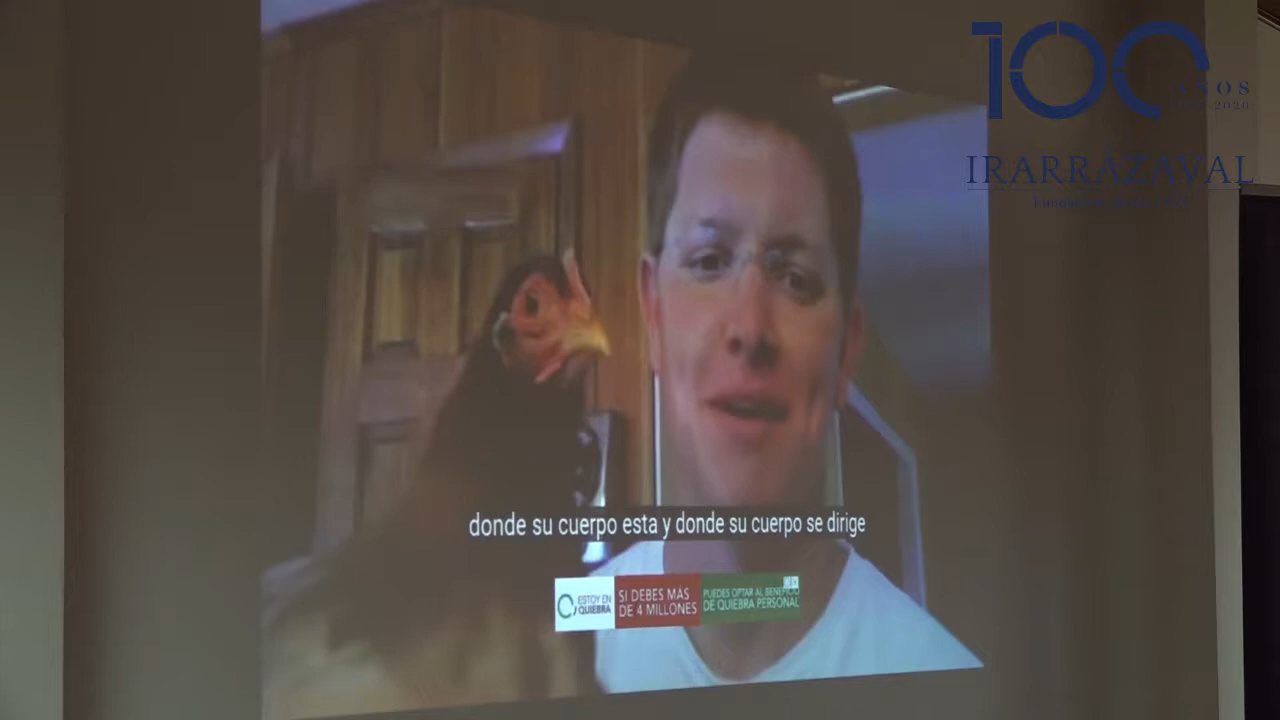 100
AÑOS
IRARRÁZAVAL
donde su cuerpo esta y donde su cuerpo se dirige
ESTOY EN
QUIEBRA
SI DEBES MÁS
DE 4 MILLONES
PUEDES OPTAR AL BENEFICIO
DE QUIEBRA PERSONAL